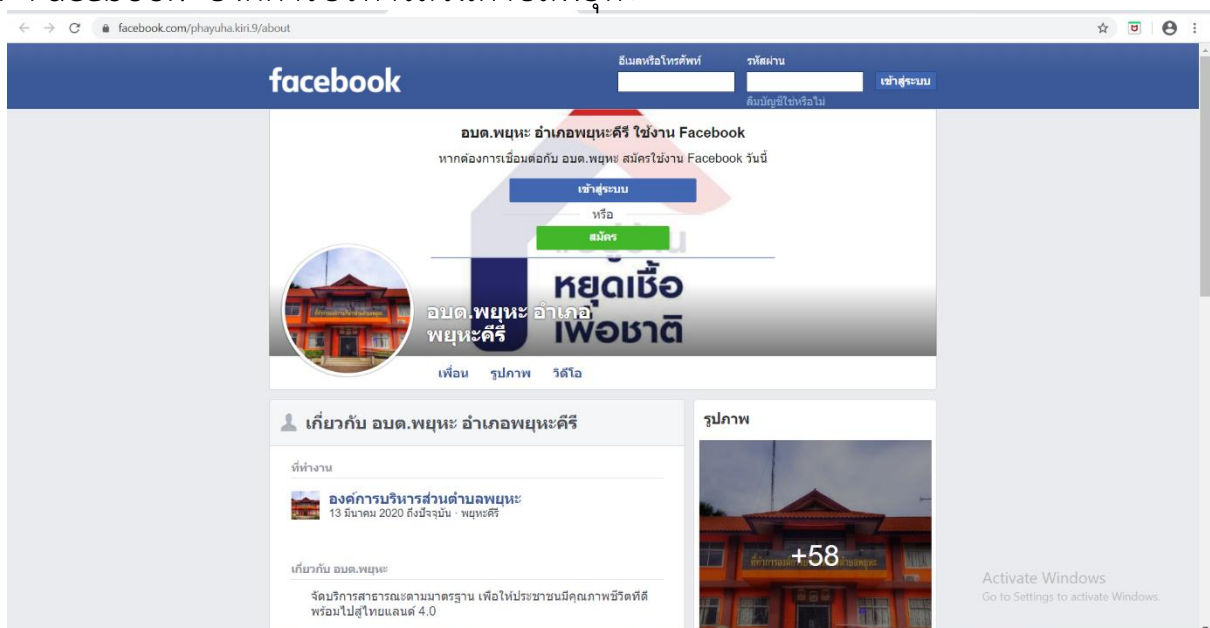 facebook.com/phayuha.kiri.9/about
facebook
อีเมลหรือโทรศัพท์
รหัสผ่าน
เข้าสู่ระบบ
ลืมบัญชีใช่หรือไม่
อบต.พยุหะ อำเภอพยุหะคีรี ใช้งาน Facebook
หากต้องการเชื่อมต่อกับ อบต.พยุหะ สมัครใช้งาน Facebook วันนี้
เข้าสู่ระบบ
หรือ
สมัคร
หยุดเชื้อ
เพื่อชาติ
อบต.พยุหะ อำเภอ
พยุหะคีรี
เพื่อน รูปภาพ วิดีโอ
เกี่ยวกับ อบต.พยุหะ อำเภอพยุหะคีรี
ที่ทำงาน
องค์การบริหารส่วนตำบลพยุหะ
13 มีนาคม 2020 ถึงปัจจุบัน · พยุหะคีรี
เกี่ยวกับ อบต.พยุหะ
จัดบริการสาธารณะตามมาตรฐาน เพื่อให้ประชาชนมีคุณภาพชีวิตที่ดี
พร้อมไปสู่ไทยแลนด์ 4.0
รูปภาพ
+58
Activate Windows
Go to Settings to activate Windows.